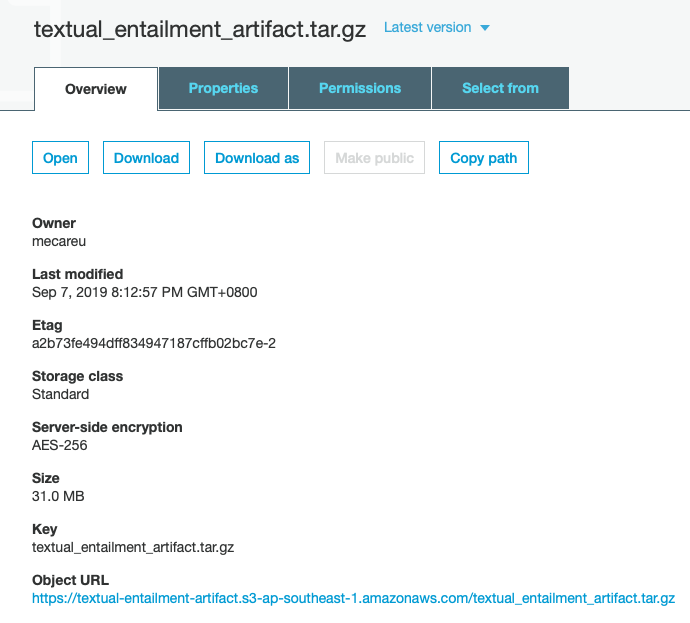 textual_entailment_artifact.tar.gz Latest version
Overview Properties Permissions Select from
Open Download Download as Make public Copy path
Owner
mecareu
Last modified
Sep 7, 2019 8:12:57 PM GMT+0800
Etag
a2b73fe494dff834947187cffb02bc7e-2
Storage class
Standard
Server-side encryption
AES-256
Size
31.0 MB
Key
textual_entailment_artifact.tar.gz
Object URL
https://textual-entailment-artifact.s3-ap-southeast-1.amazonaws.com/textual_entailment_artifact.tar.gz